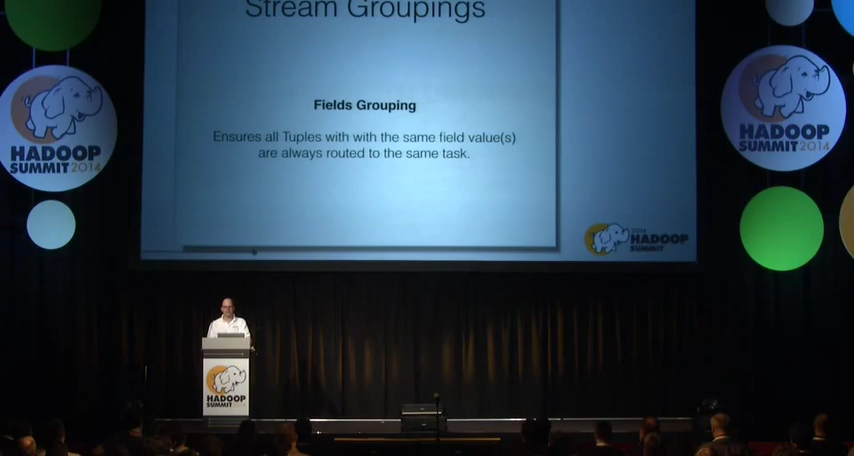 Stream Groupings
Fields Grouping
Ensures all Tuples with with the same field value(s)
are always routed to the same task.
HADOOP
SUMMIT 2014
HADOOP
SUMMIT 2014
2014
HADOOP
SUMMIT
HADOOP
SUMMIT